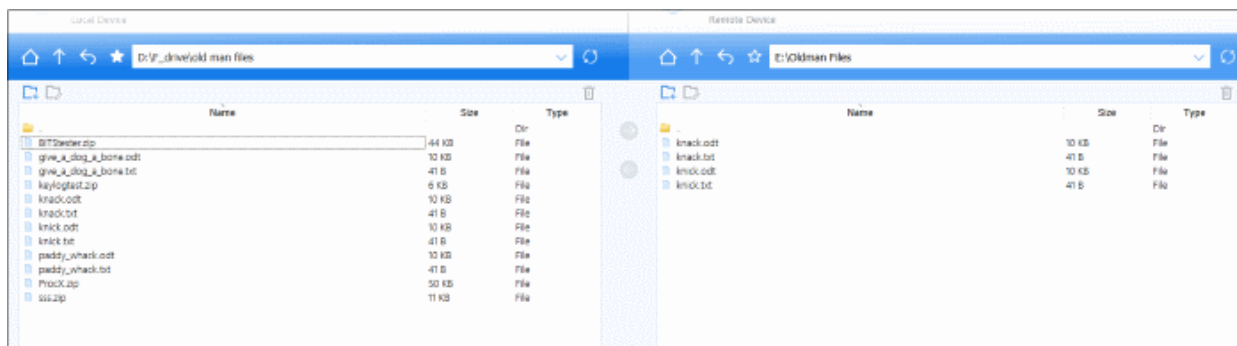 Local Device
Remote Device
D:\F_drive\old man files
E:\Oldman Files
Name Size Type
. Dir
BITStester.zip 44 KB File
give_a_dog_a_bone.odt 10 KB File
give_a_dog_a_bone.txt 41 B File
keylogtest.zip 6 KB File
knack.odt 10 KB File
knack.txt 41 B File
knick.odt 10 KB File
knick.txt 41 B File
paddy_whack.odt 10 KB File
paddy_whack.txt 41 B File
ProcX.zip 50 KB File
sss.zip 11 KB File
Name Size Type
. Dir
knack.odt 10 KB File
knack.txt 41 B File
knick.odt 10 KB File
knick.txt 41 B File